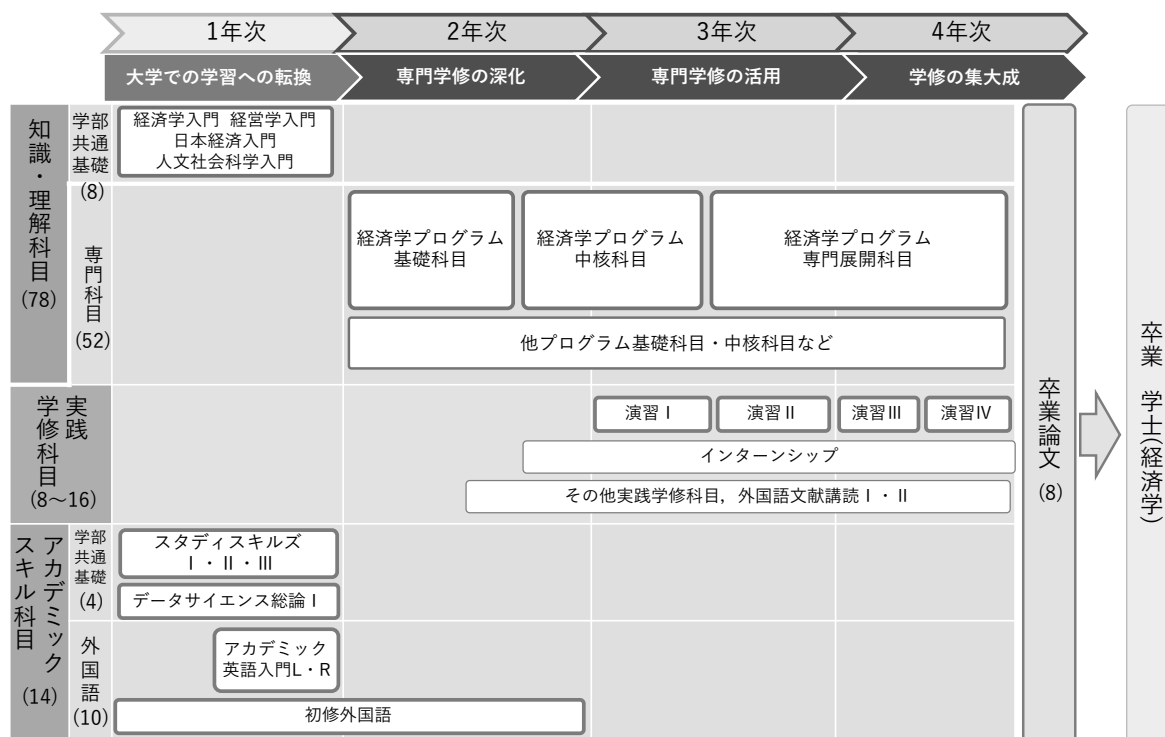 1年次
2年次
3年次
4年次
大学での学習への転換
専門学修の深化
専門学修の活用
学修の集大成
知識・理解科目
(78)
学部
共通
基礎
(8)
経済学入門 経営学入門
日本経済入門
人文社会科学入門
専門科目
(52)
経済学プログラム
基礎科目
経済学プログラム
中核科目
経済学プログラム
専門展開科目
他プログラム基礎科目・中核科目など
実践
学修科目
(8～16)
演習Ⅰ
演習Ⅱ
演習Ⅲ
演習Ⅳ
インターンシップ
その他実践学修科目，外国語文献講読Ⅰ・Ⅱ
アカデミック
スキル科目
(14)
学部
共通
基礎
(4)
スタディスキルズ
Ⅰ・Ⅱ・Ⅲ
データサイエンス総論Ⅰ
外国語
(10)
アカデミック
英語入門L・R
初修外国語
卒業論文
(8)
卒業 学士(経済学)